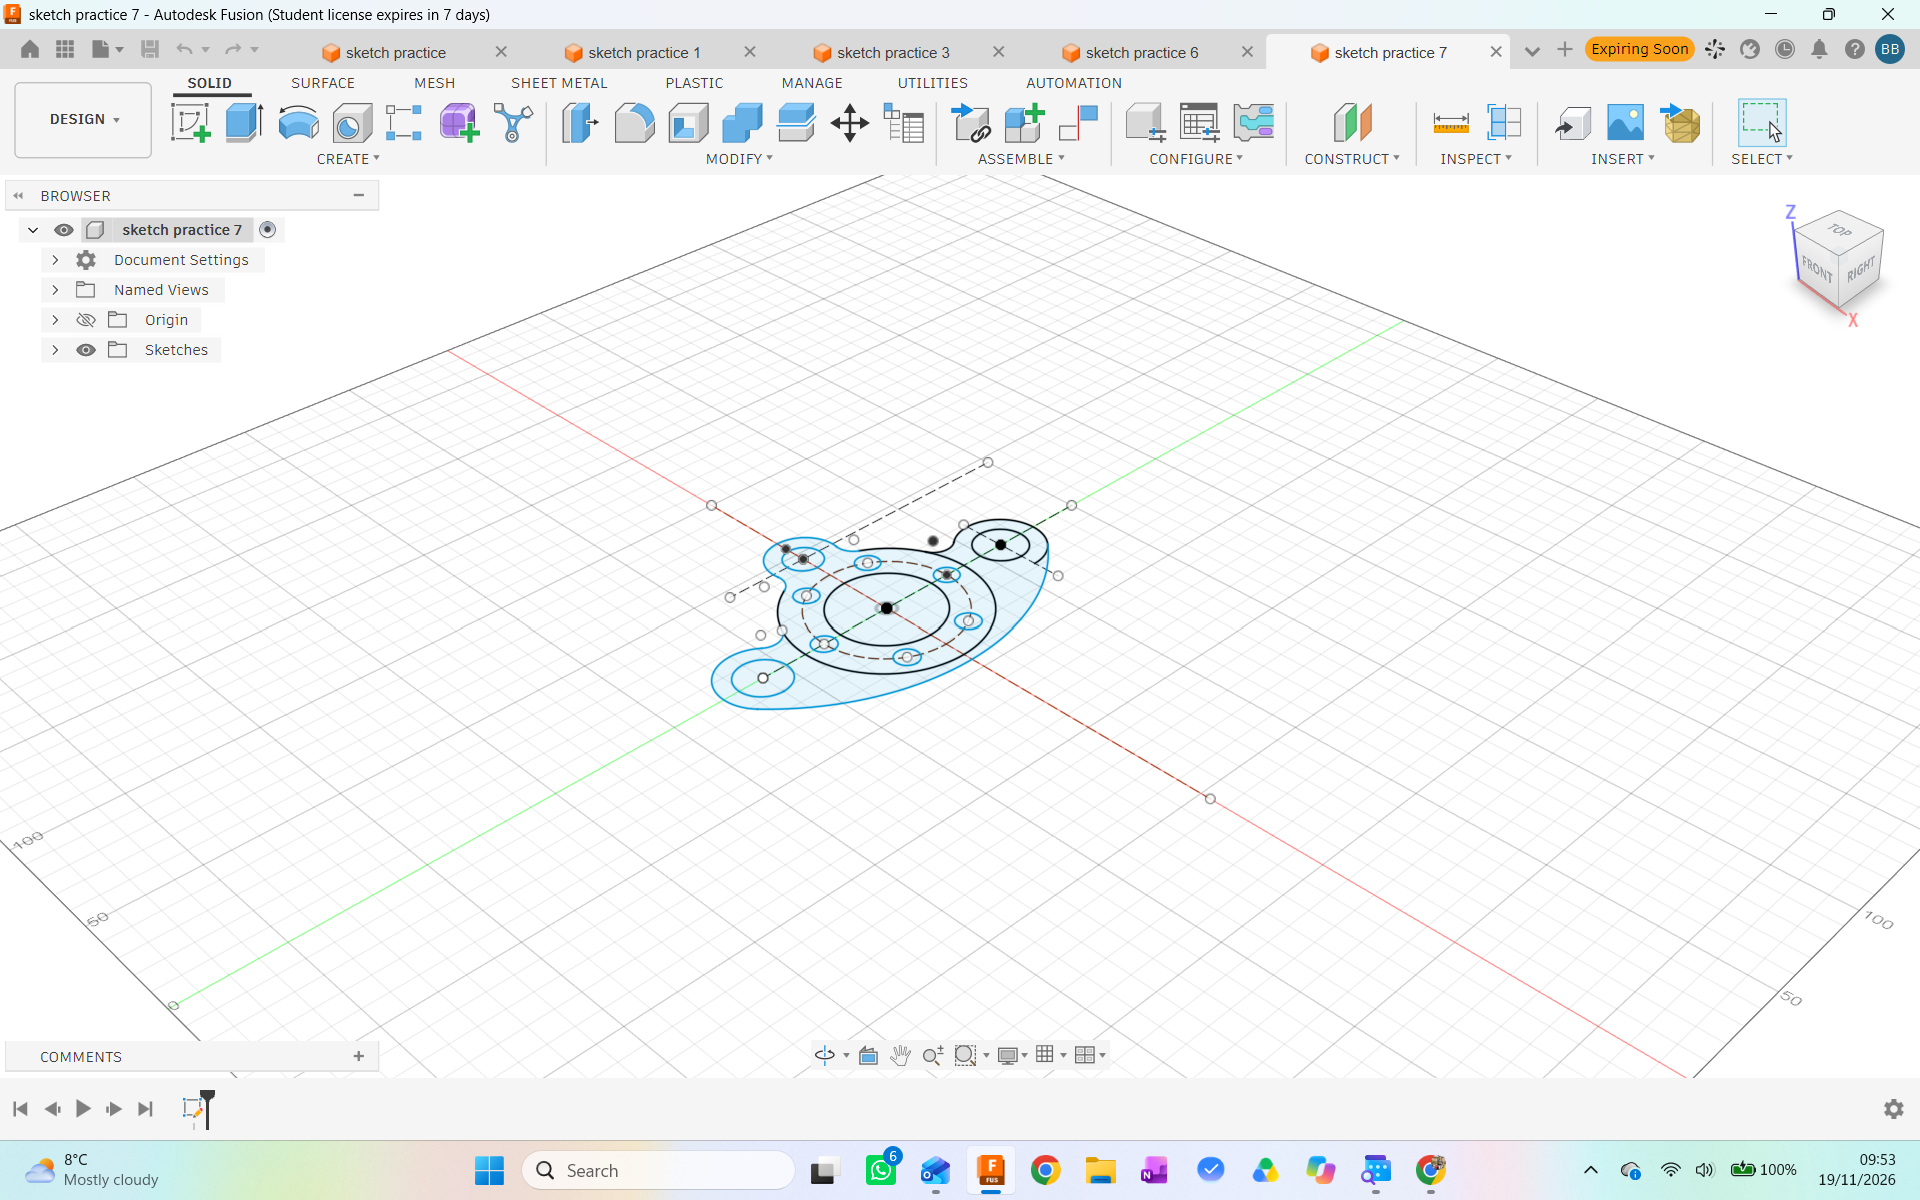 sketch practice 7 - Autodesk Fusion (Student license expires in 7 days)
sketch practice
sketch practice 1
sketch practice 3
sketch practice 6
sketch practice 7
Expiring Soon
BB
DESIGN
SOLID
SURFACE
MESH
SHEET METAL
PLASTIC
MANAGE
UTILITIES
AUTOMATION
CREATE
MODIFY
ASSEMBLE
CONFIGURE
CONSTRUCT
INSPECT
INSERT
SELECT
BROWSER
sketch practice 7
Document Settings
Named Views
Origin
Sketches
Z
TOP
FRONT
RIGHT
X
100
50
0
100
50
COMMENTS
8°C
Mostly cloudy
Search
6
F
FUS
100%
09:53
19/11/2026